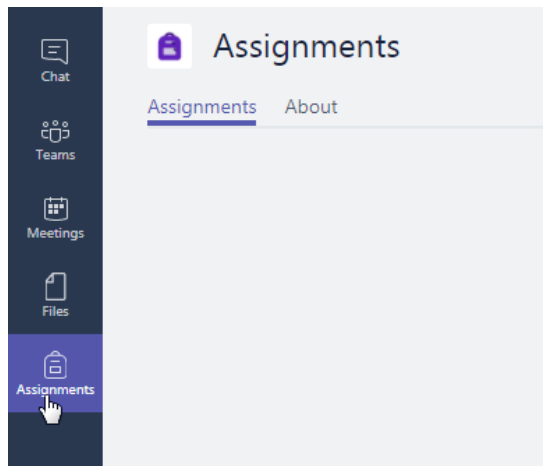 Chat
Teams
Meetings
Files
Assignments
Assignments
Assignments About